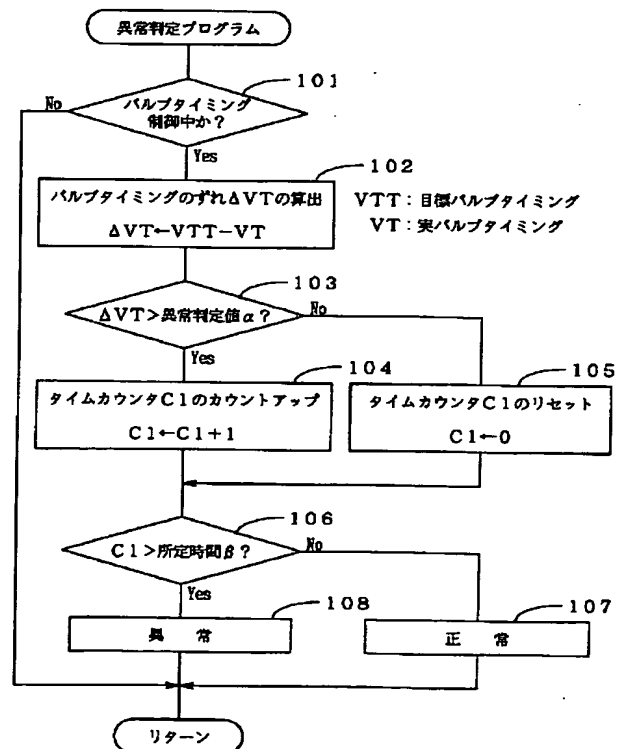 異常判定プログラム
101
バルブタイミング
制御中か？
No
Yes
102
バルブタイミングのずれΔVTの算出
ΔVT←VTT－VT
VTT：目標バルブタイミング
VT：実バルブタイミング
103
ΔVT＞異常判定値α？
No
Yes
104
タイムカウンタC1のカウントアップ
C1←C1＋1
105
タイムカウンタC1のリセット
C1←0
106
C1＞所定時間β？
No
Yes
108
異　常
107
正　常
リターン